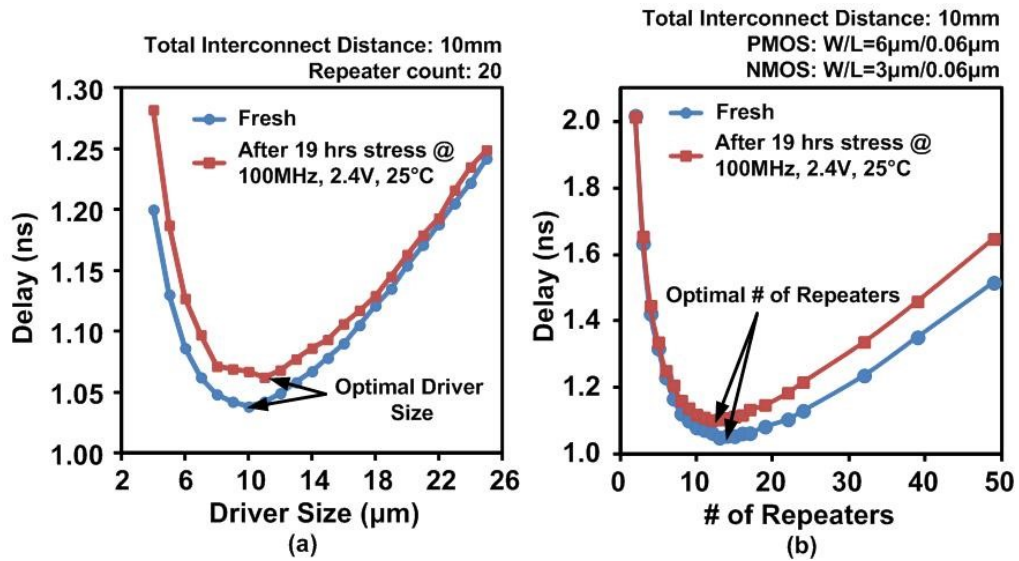 (a)
Total Interconnect Distance: 10mm
Repeater count: 20
1.30
1.25
1.20
1.15
1.10
1.05
1.00
Delay (ns)
Fresh
After 19 hrs stress @
100MHz, 2.4V, 25°C
Optimal Driver
Size
2 6 10 14 18 22 26
Driver Size (µm)
(a)
(b)
Total Interconnect Distance: 10mm
PMOS: W/L=6µm/0.06µm
NMOS: W/L=3µm/0.06µm
2.0
1.8
1.6
1.4
1.2
1.0
Delay (ns)
Fresh
After 19 hrs stress @
100MHz, 2.4V, 25°C
Optimal # of Repeaters
0 10 20 30 40 50
# of Repeaters
(b)